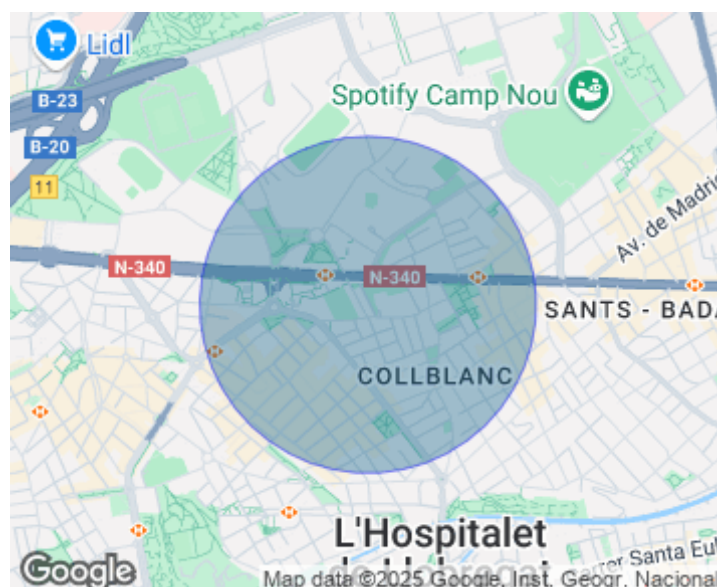 Lidl
Spotify Camp Nou
B-23
B-20
11
Av. de Madri
N-340
N-340
SANTS - BADA
COLLBLANC
L'Hospitalet
Google
Map data ©2025 Google, Inst. Geogr. Nacional